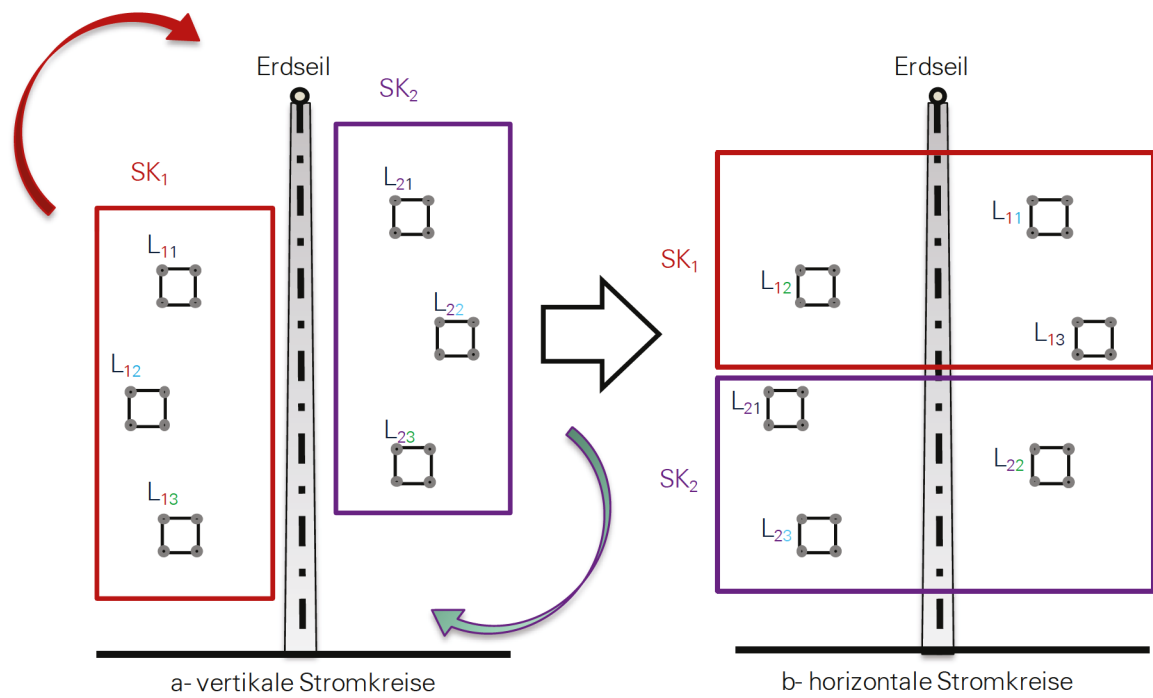 Erdseil
SK₂
SK₁
L₂₁
L₁₁
L₂₂
L₁₂
L₂₃
L₁₃
a- vertikale Stromkreise
Erdseil
L₁₁
SK₁
L₁₂
L₁₃
L₂₁
L₂₂
SK₂
L₂₃
b- horizontale Stromkreise